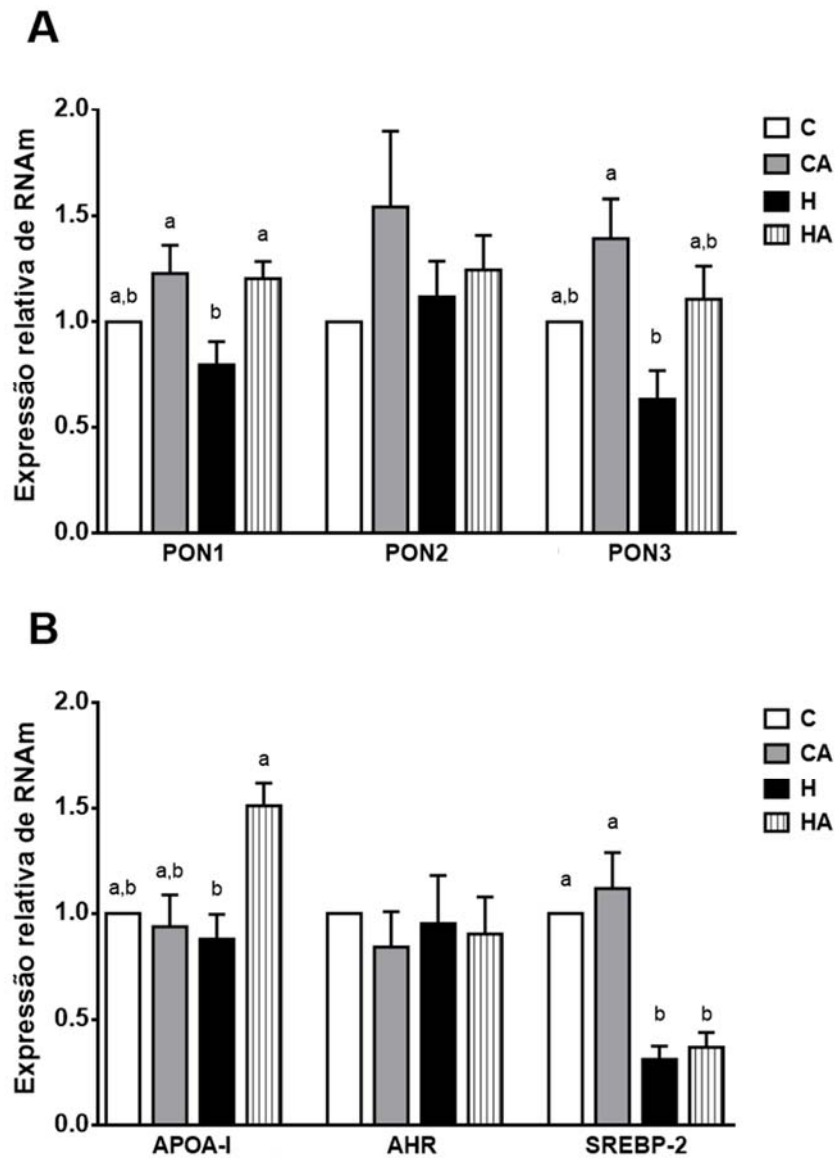 A
Expressão relativa de RNAm
2.0
1.5
1.0
0.5
0.0
a,b
a
b
a
a
a,b
b
a,b
PON1
PON2
PON3
C
CA
H
HA
B
Expressão relativa de RNAm
2.0
1.5
1.0
0.5
0.0
a,b
a,b
b
a
a
a
b
b
APOA-I
AHR
SREBP-2
C
CA
H
HA